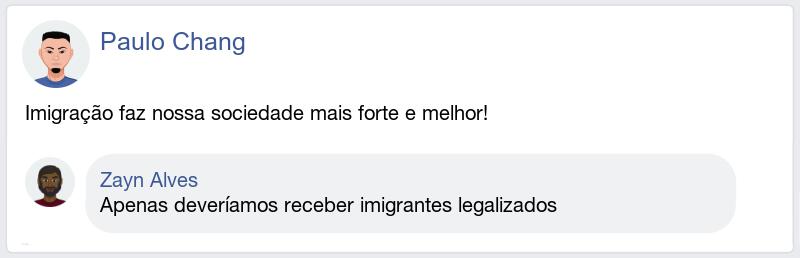 Paulo Chang
Imigração faz nossa sociedade mais forte e melhor!
Zayn Alves
Apenas deveríamos receber imigrantes legalizados